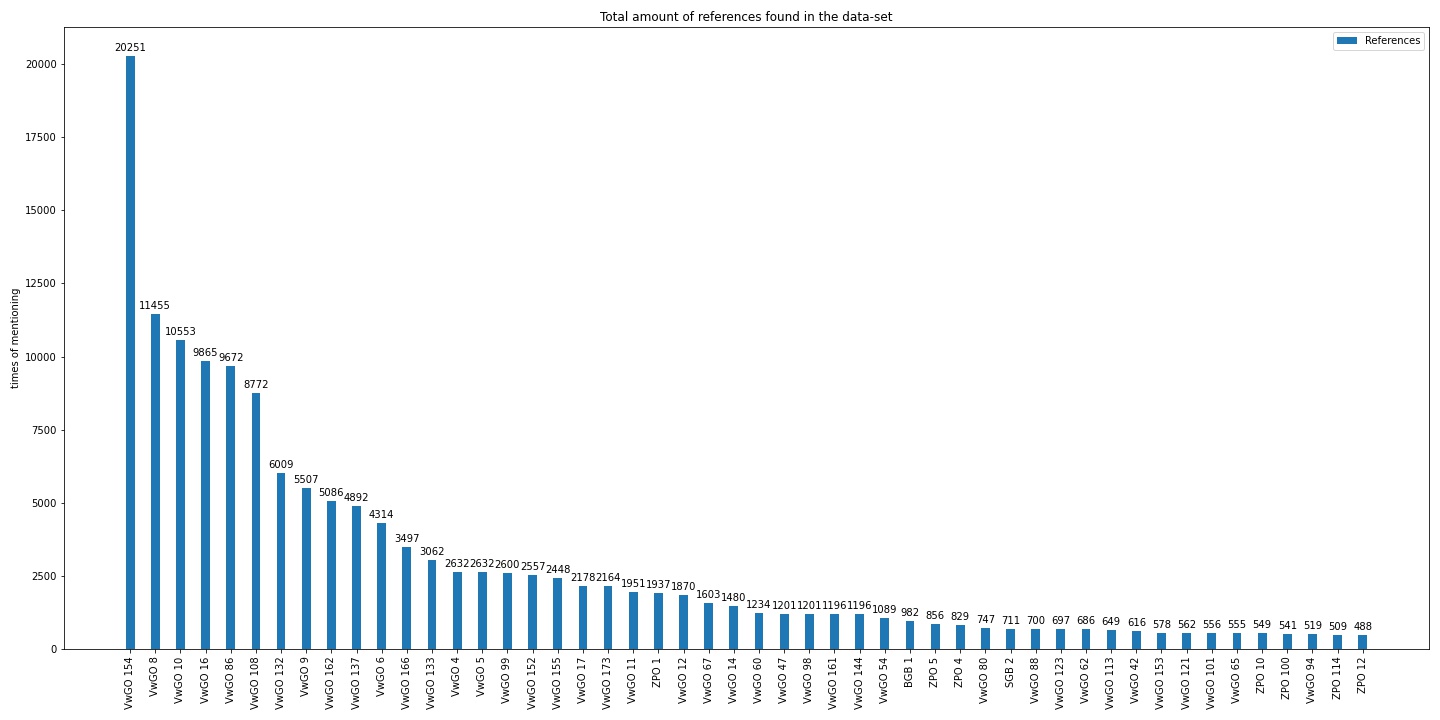 Total amount of references found in the data-set
References
times of mentioning
20000
17500
15000
12500
10000
7500
5000
2500
0
20251
11455
10553
9865
9672
8772
6009
5507
5086
4892
4314
3497
3062
2632
2632
2600
2557
2448
2178
2164
1951
1937
1870
1603
1480
1234
1201
1201
1196
1196
1089
982
856
829
747
711
700
697
686
649
616
578
562
556
555
549
541
519
509
488
VwGO 154
VwGO 8
VwGO 10
VwGO 16
VwGO 86
VwGO 108
VwGO 132
VwGO 9
VwGO 162
VwGO 137
VwGO 6
VwGO 166
VwGO 133
VwGO 4
VwGO 5
VwGO 99
VwGO 152
VwGO 155
VwGO 17
VwGO 173
VwGO 11
ZPO 1
VwGO 12
VwGO 67
VwGO 14
VwGO 60
VwGO 47
VwGO 98
VwGO 161
VwGO 144
VwGO 54
BGB 1
ZPO 5
ZPO 4
VwGO 80
SGB 2
VwGO 88
VwGO 123
VwGO 62
VwGO 113
VwGO 42
VwGO 153
VwGO 121
VwGO 101
VwGO 65
ZPO 10
ZPO 100
VwGO 94
ZPO 114
ZPO 12